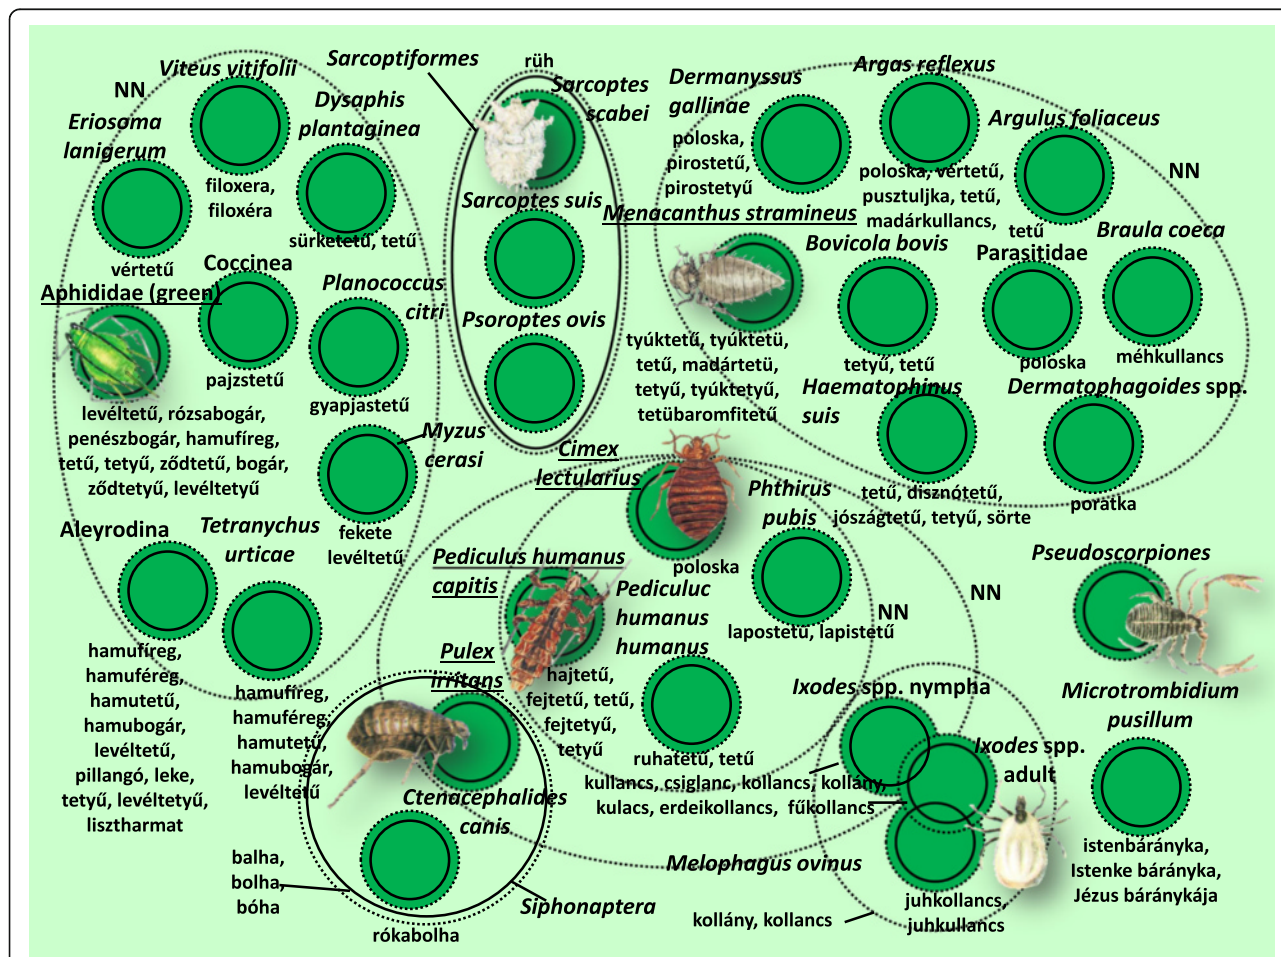 Viteus vitifolii
NN
Eriosoma
lanigerum
Dysaphis
plantaginea
filoxera,
filoxéra
sürketetű, tetű
vértetű
Coccinea
Aphididae (green)
Planococcus
citri
pajzstetű
gyapjastetű
levéltetű, rózsabogár,
penészbogár, hamufíreg,
tetű, tetyű, ződtetű, bogár,
ződtetyű, levéltetyű
Myzus
cerasi
fekete
levéltetű
Aleyrodina
Tetranychus
urticae
hamufíreg,
hamuféreg,
hamutetű,
hamubogár,
levéltetű,
pillangó, leke,
tetyű, levéltetyű,
lisztharmat
hamufíreg,
hamuféreg,
hamutetű,
hamubogár,
levéltetű
Sarcoptiformes
rüh
Sarcoptes
scabei
Sarcoptes suis
Psoroptes ovis
Dermanyssus
gallinae
poloska,
pirostetű,
pirostetyű
Argas reflexus
poloska, vértetű,
pusztuljka, tetű,
madárkullancs,
Argulus foliaceus
tetű
NN
Menacanthus stramineus
tyúktetű, tyúktetü,
tetű, madártetü,
tetyű, tyúktetyű,
tetübaromfitetű
Bovicola bovis
tetyű, tetű
Parasitidae
poloska
Braula coeca
méhkullancs
Haematophinus
suis
tetű, disznótetű,
jószágtetű, tetyű, sörte
Dermatophagoides spp.
porátka
Cimex
lectularius
poloska
Phthirus
pubis
lapostetű, lapistetű
NN
NN
Pediculus humanus
capitis
hajtetű,
fejtetű, tetű,
fejtetyű,
tetyű
Pediculuc
humanus
humanus
ruhatetű, tetű
Pulex
irritans
Ctenacephalides
canis
balha,
bolha,
bóha
rókabolha
Siphonaptera
Ixodes spp. nympha
Ixodes spp.
adult
kullancs, csiglanc, kollancs, kollány,
kulacs, erdeikollancs, fűkollancs
Melophagus ovinus
juhkollancs,
juhkullancs
kollány, kollancs
Pseudoscorpiones
Microtrombidium
pusillum
istenbárányka,
Istenke bárányka,
Jézus báránykája